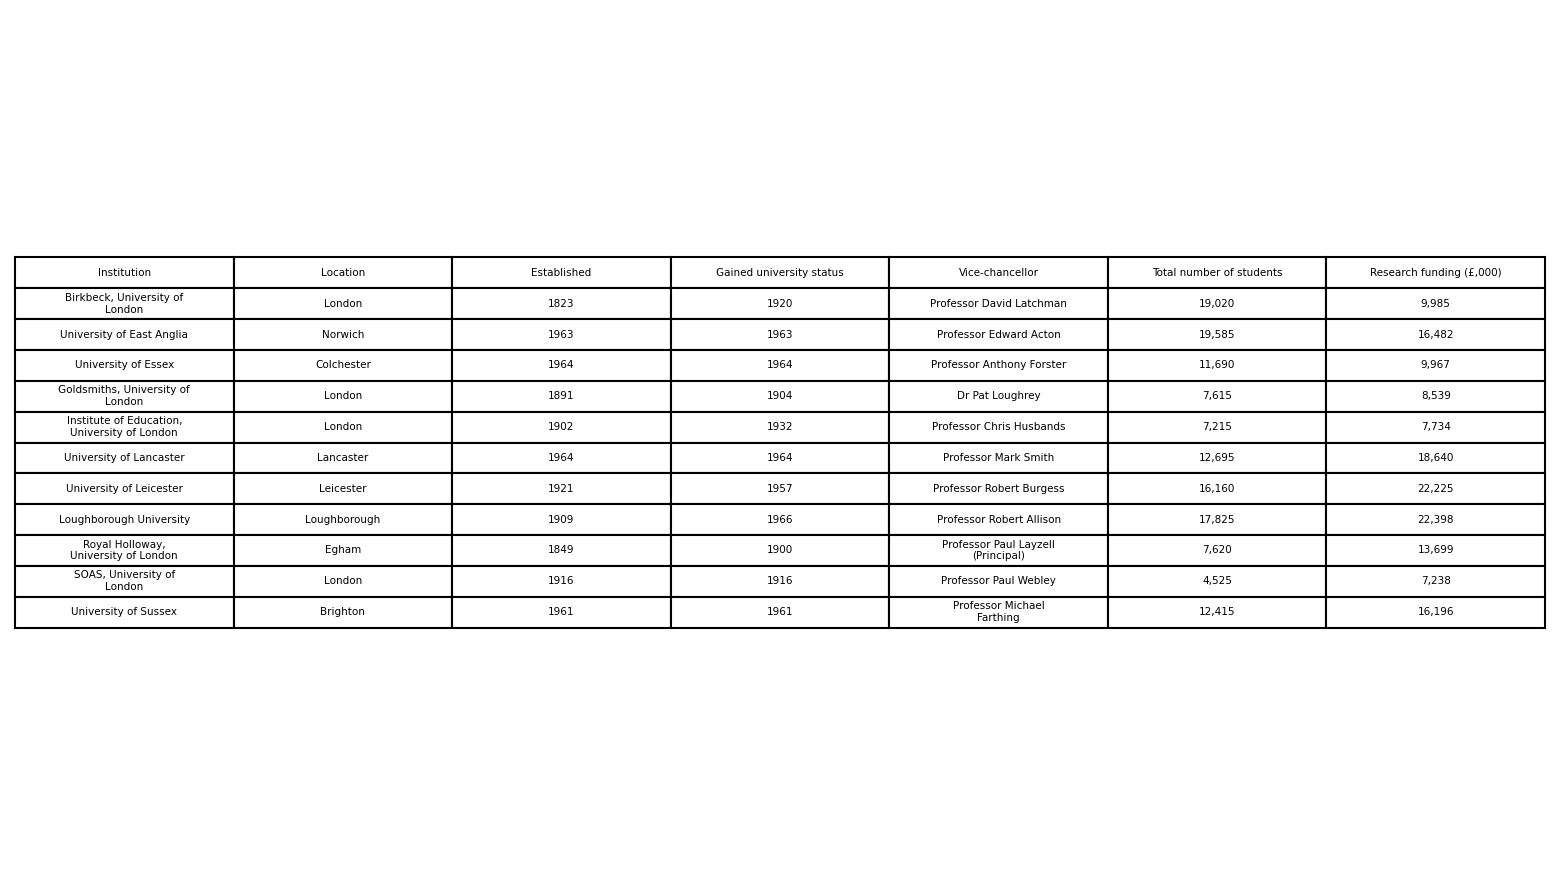 Institution Location Established Gained university status Vice-chancellor Total number of students Research funding (£,000)
Birkbeck, University of
London London 1823 1920 Professor David Latchman 19,020 9,985
University of East Anglia Norwich 1963 1963 Professor Edward Acton 19,585 16,482
University of Essex Colchester 1964 1964 Professor Anthony Forster 11,690 9,967
Goldsmiths, University of
London London 1891 1904 Dr Pat Loughrey 7,615 8,539
Institute of Education,
University of London London 1902 1932 Professor Chris Husbands 7,215 7,734
University of Lancaster Lancaster 1964 1964 Professor Mark Smith 12,695 18,640
University of Leicester Leicester 1921 1957 Professor Robert Burgess 16,160 22,225
Loughborough University Loughborough 1909 1966 Professor Robert Allison 17,825 22,398
Royal Holloway,
University of London Egham 1849 1900 Professor Paul Layzell
(Principal) 7,620 13,699
SOAS, University of
London London 1916 1916 Professor Paul Webley 4,525 7,238
University of Sussex Brighton 1961 1961 Professor Michael
Farthing 12,415 16,196